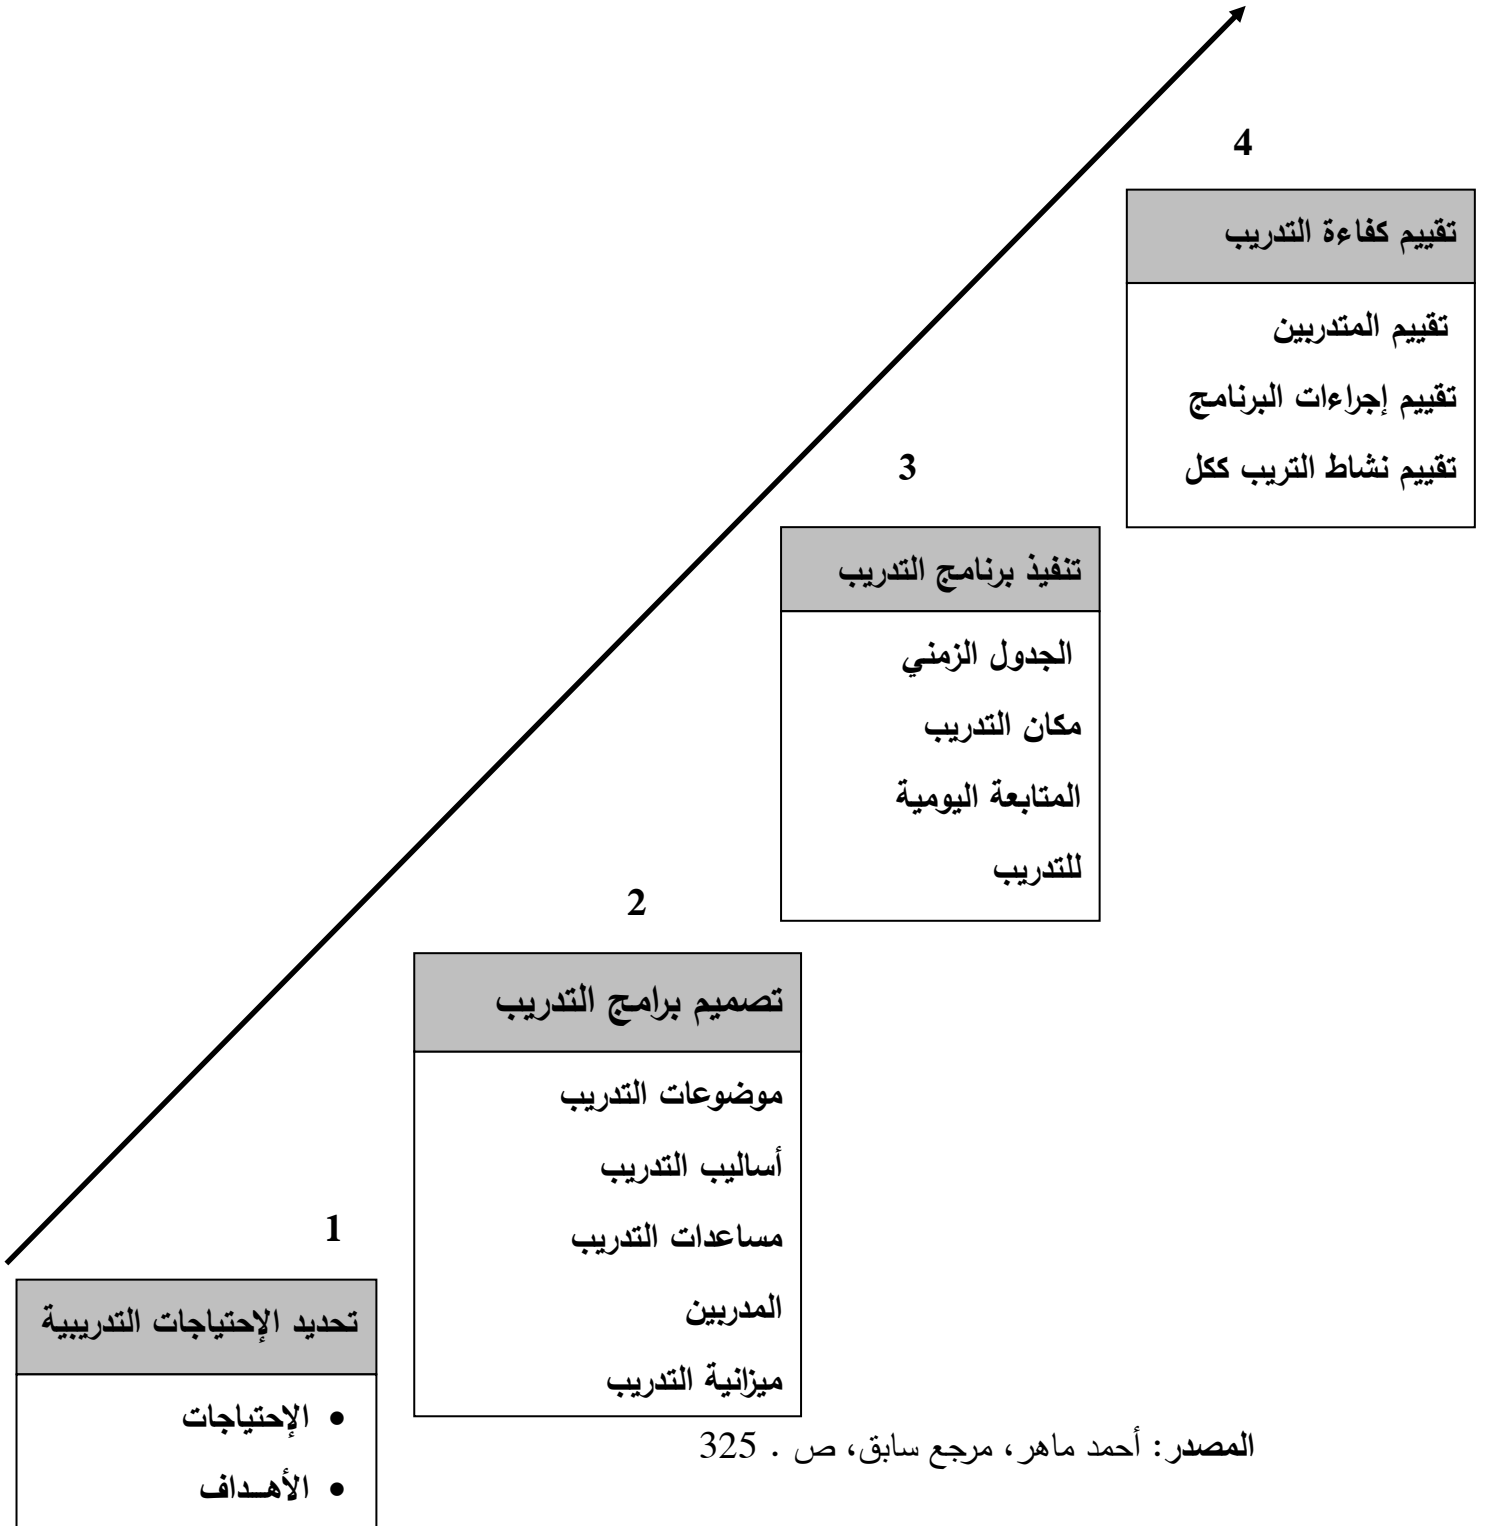 4
تقييم كفاءة التدريب
تقييم المتدربين
تقييم إجراءات البرنامج
تقييم نشاط التريب ككل
3
تنفيذ برنامج التدريب
الجدول الزمني
مكان التدريب
المتابعة اليومية
للتدريب
2
تصميم برامج التدريب
موضوعات التدريب
أساليب التدريب
مساعدات التدريب
المدربين
ميزانية التدريب
1
تحديد الإحتياجات التدريبية
• الإحتياجات
• الأهــداف
المصدر: أحمد ماهر، مرجع سابق، ص . 325